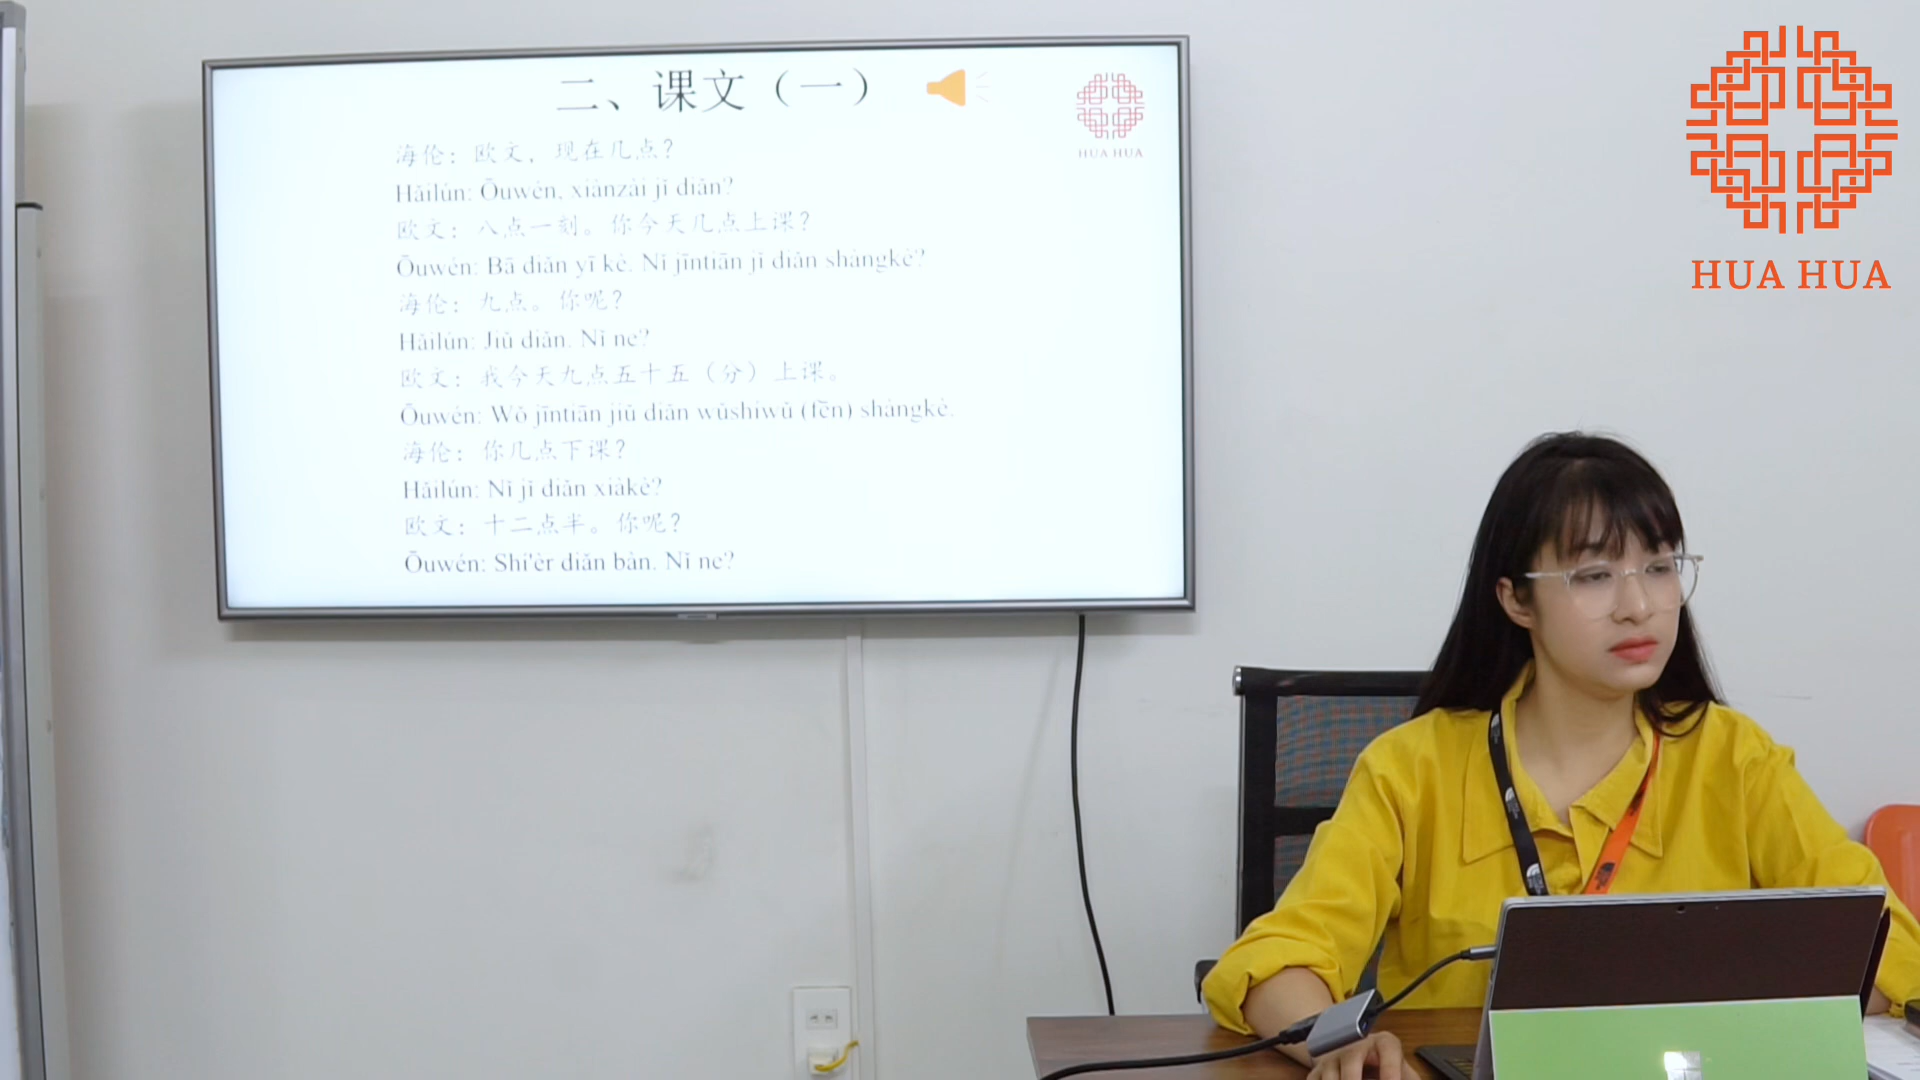 二、课文（一）
HUA HUA
海伦：欧文，现在几点？
Hǎilún: Ōuwén, xiànzài jǐ diǎn?
欧文：八点一刻。你今天几点上课？
Ōuwén: Bā diǎn yī kè. Nǐ jīntiān jǐ diǎn shàngkè?
海伦：九点。你呢？
Hǎilún: Jiǔ diǎn. Nǐ ne?
欧文：我今天九点五十五（分）上课。
Ōuwén: Wǒ jīntiān jiǔ diǎn wǔshíwǔ (fēn) shàngkè.
海伦：你几点下课？
Hǎilún: Nǐ jǐ diǎn xiàkè?
欧文：十二点半。你呢？
Ōuwén: Shí'èr diǎn bàn. Nǐ ne?
HUA HUA